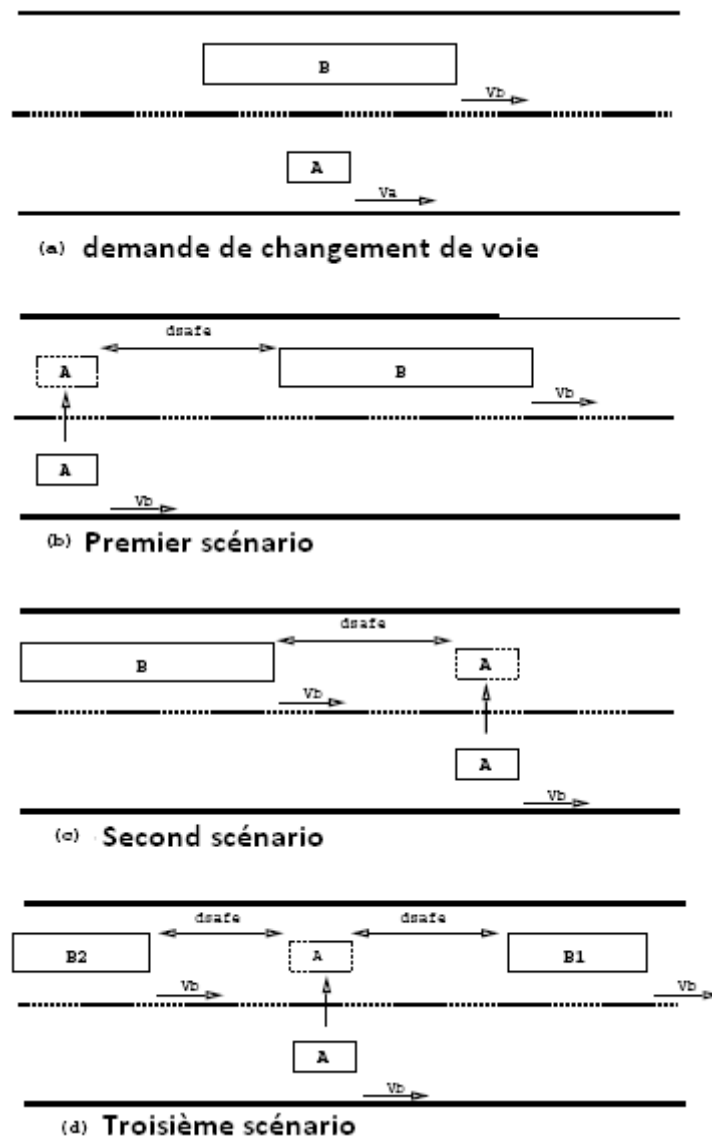 B
Vb
A
Va
(a) demande de changement de voie
dsafe
A
B
Vb
A
Vb
(b) Premier scénario
dsafe
B
A
Vb
A
Vb
(c) Second scénario
dsafe dsafe
B2 A B1
Vb Vb
A
Vb
(d) Troisième scénario